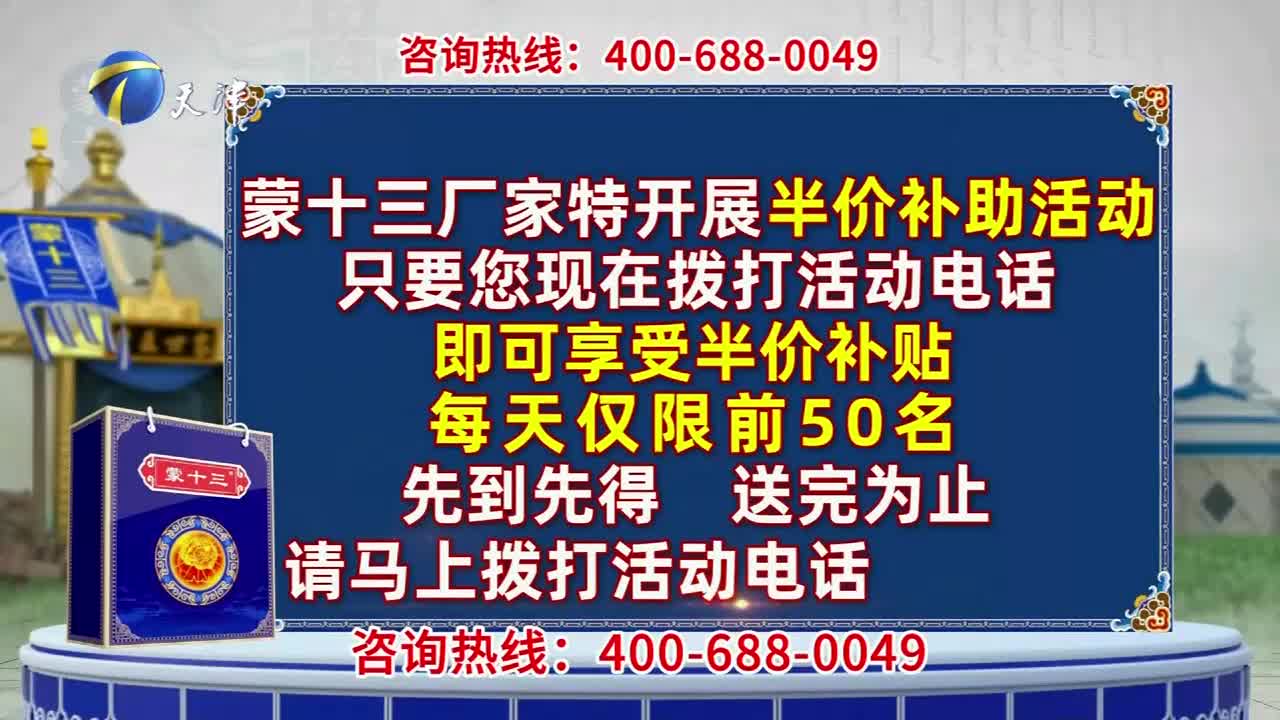 咨询热线：400-688-0049
天津
蒙十三厂家特开展半价补助活动
只要您现在拨打活动电话
即可享受半价补贴
每天仅限前50名
先到先得 送完为止
请马上拨打活动电话
蒙十三
蒙十三
咨询热线：400-688-0049